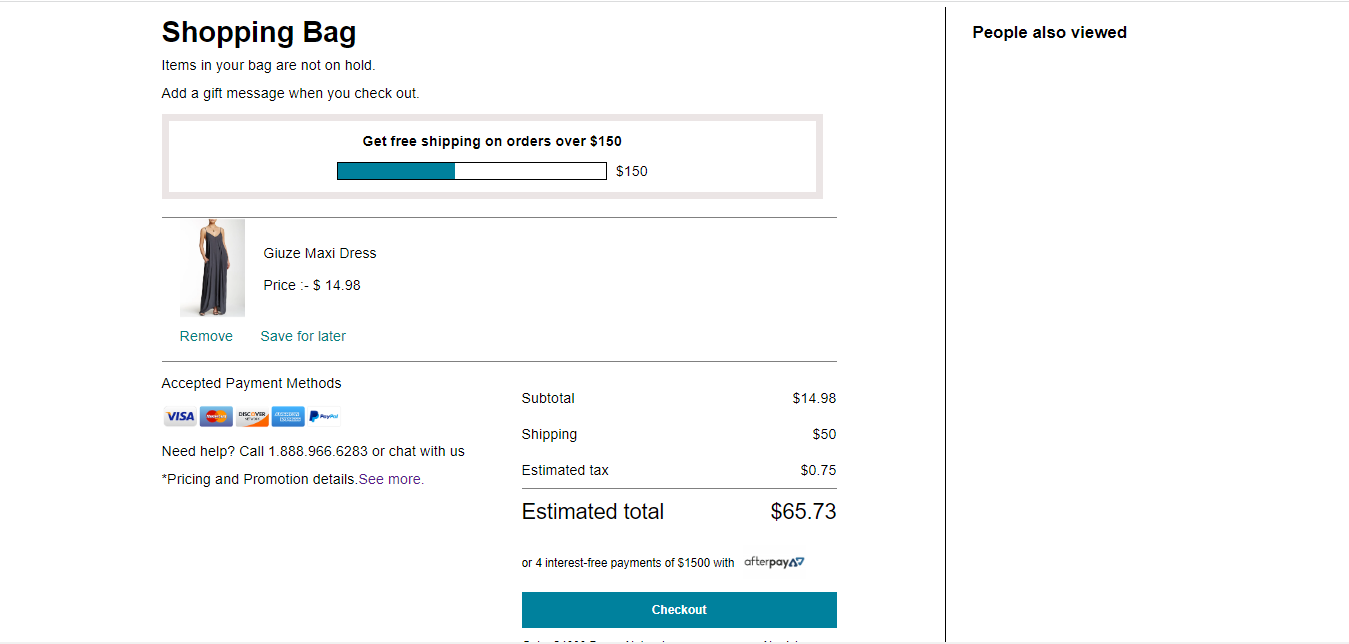 Shopping Bag
Items in your bag are not on hold.
Add a gift message when you check out.
Get free shipping on orders over $150
$150
Giuze Maxi Dress
Price :- $ 14.98
Remove Save for later
Accepted Payment Methods
VISA MasterCard DISCOVER PayPal
Need help? Call 1.888.966.6283 or chat with us
*Pricing and Promotion details.See more.
Subtotal $14.98
Shipping $50
Estimated tax $0.75
Estimated total $65.73
or 4 interest-free payments of $1500 with afterpay
Checkout
People also viewed